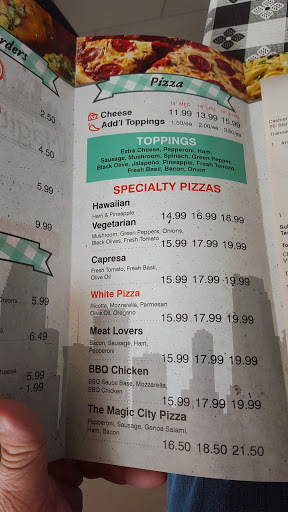 orders
2.50
4.50
5.99
9.99
onions
5.99
6.49
5.99
1.99
Pizza
14" MED 16" LRG
Cheese 11.99 13.99 15.99
Add'l Toppings 1.50/ea 2.00/ea
TOPPINGS
Extra Cheese, Pepperoni, Ham,
Sausage, Mushroom, Spinach, Green Peppers,
Black Olive, Jalapeño, Pineapple, Fresh Tomato,
Fresh Basil, Bacon, Onion
SPECIALTY PIZZAS
Hawaiian
Ham & Pineapple
14.99 16.99 18.99
Vegetarian
Mushroom, Green Peppers, Onions,
Black Olives, Fresh Tomato
15.99 17.99 19.99
Capresa
Fresh Tomato, Fresh Basil,
Olive Oil
15.99 17.99 19.99
White Pizza
Ricotta, Mozzarella, Parmesan
Olive Oil, Oregano
15.99 17.99 19.99
Meat Lovers
Bacon, Sausage, Ham,
Pepperoni
15.99 17.99 19.99
BBQ Chicken
BBQ Sauce Base, Mozzarella,
BBQ Chicken
15.99 17.99 19.99
The Magic City Pizza
Pepperoni, Sausage, Genoa Salami,
Ham, Bacon
16.50 18.50 21.50